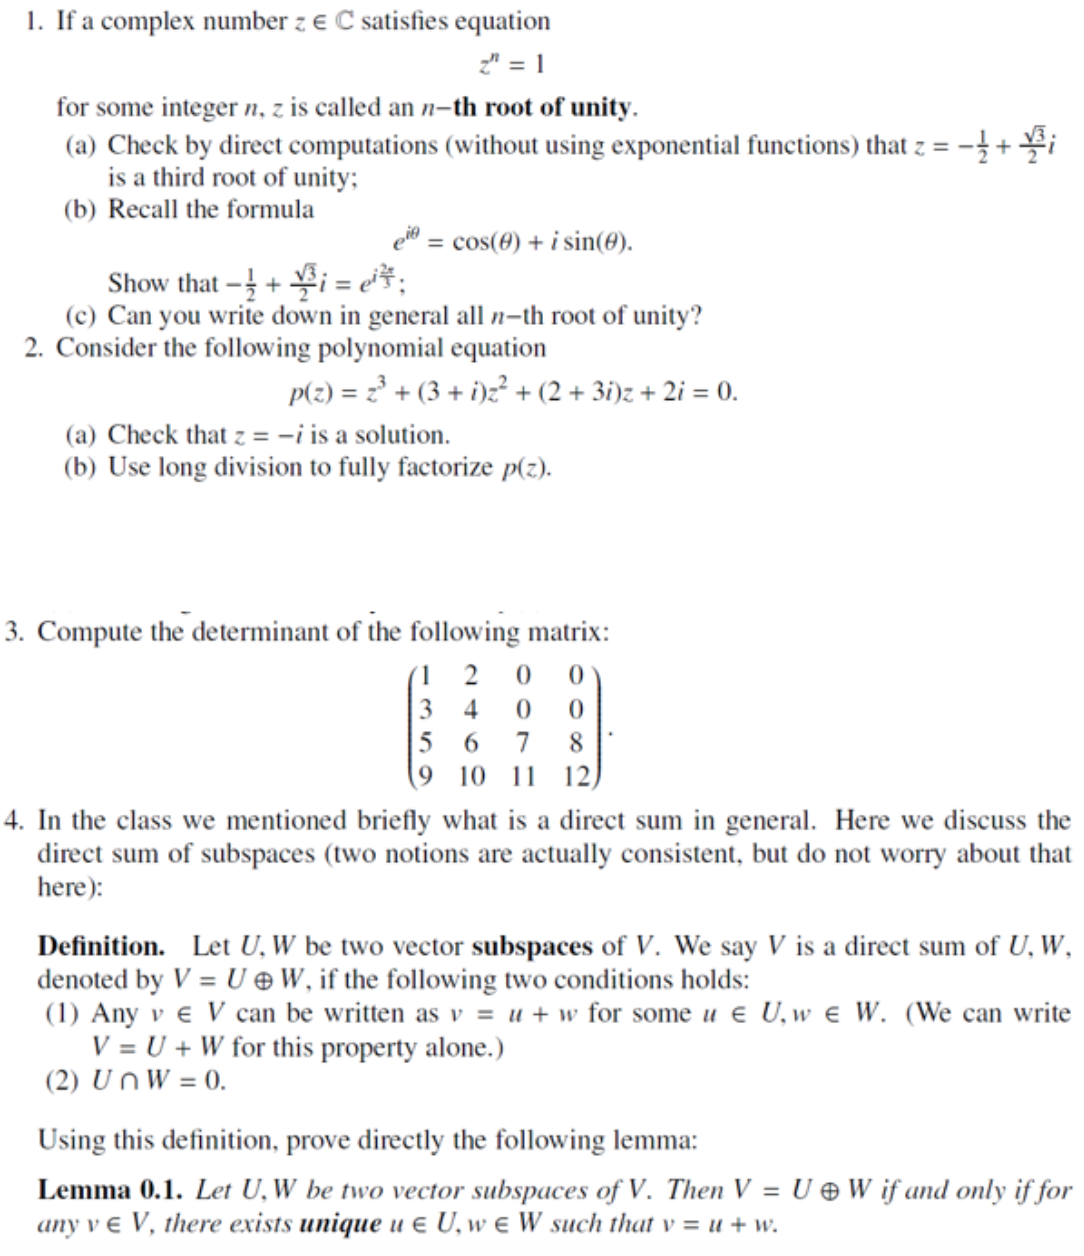 1. If a complex number z ∈ ℂ satisfies equation
zⁿ = 1
for some integer n, z is called an n−th root of unity.
(a) Check by direct computations (without using exponential functions) that z = −1/2 + √3/2 i
is a third root of unity;
(b) Recall the formula
e^{iθ} = cos(θ) + i sin(θ).
Show that −1/2 + √3/2 i = e^{i 2π/3};
(c) Can you write down in general all n−th root of unity?
2. Consider the following polynomial equation
p(z) = z³ + (3 + i)z² + (2 + 3i)z + 2i = 0.
(a) Check that z = −i is a solution.
(b) Use long division to fully factorize p(z).
3. Compute the determinant of the following matrix:
1 2 0 0
3 4 0 0
5 6 7 8
9 10 11 12
.
4. In the class we mentioned briefly what is a direct sum in general. Here we discuss the
direct sum of subspaces (two notions are actually consistent, but do not worry about that
here):
Definition. Let U, W be two vector subspaces of V. We say V is a direct sum of U, W,
denoted by V = U ⊕ W, if the following two conditions holds:
(1) Any v ∈ V can be written as v = u + w for some u ∈ U, w ∈ W. (We can write
V = U + W for this property alone.)
(2) U ∩ W = 0.
Using this definition, prove directly the following lemma:
Lemma 0.1. Let U, W be two vector subspaces of V. Then V = U ⊕ W if and only if for
any v ∈ V, there exists unique u ∈ U, w ∈ W such that v = u + w.